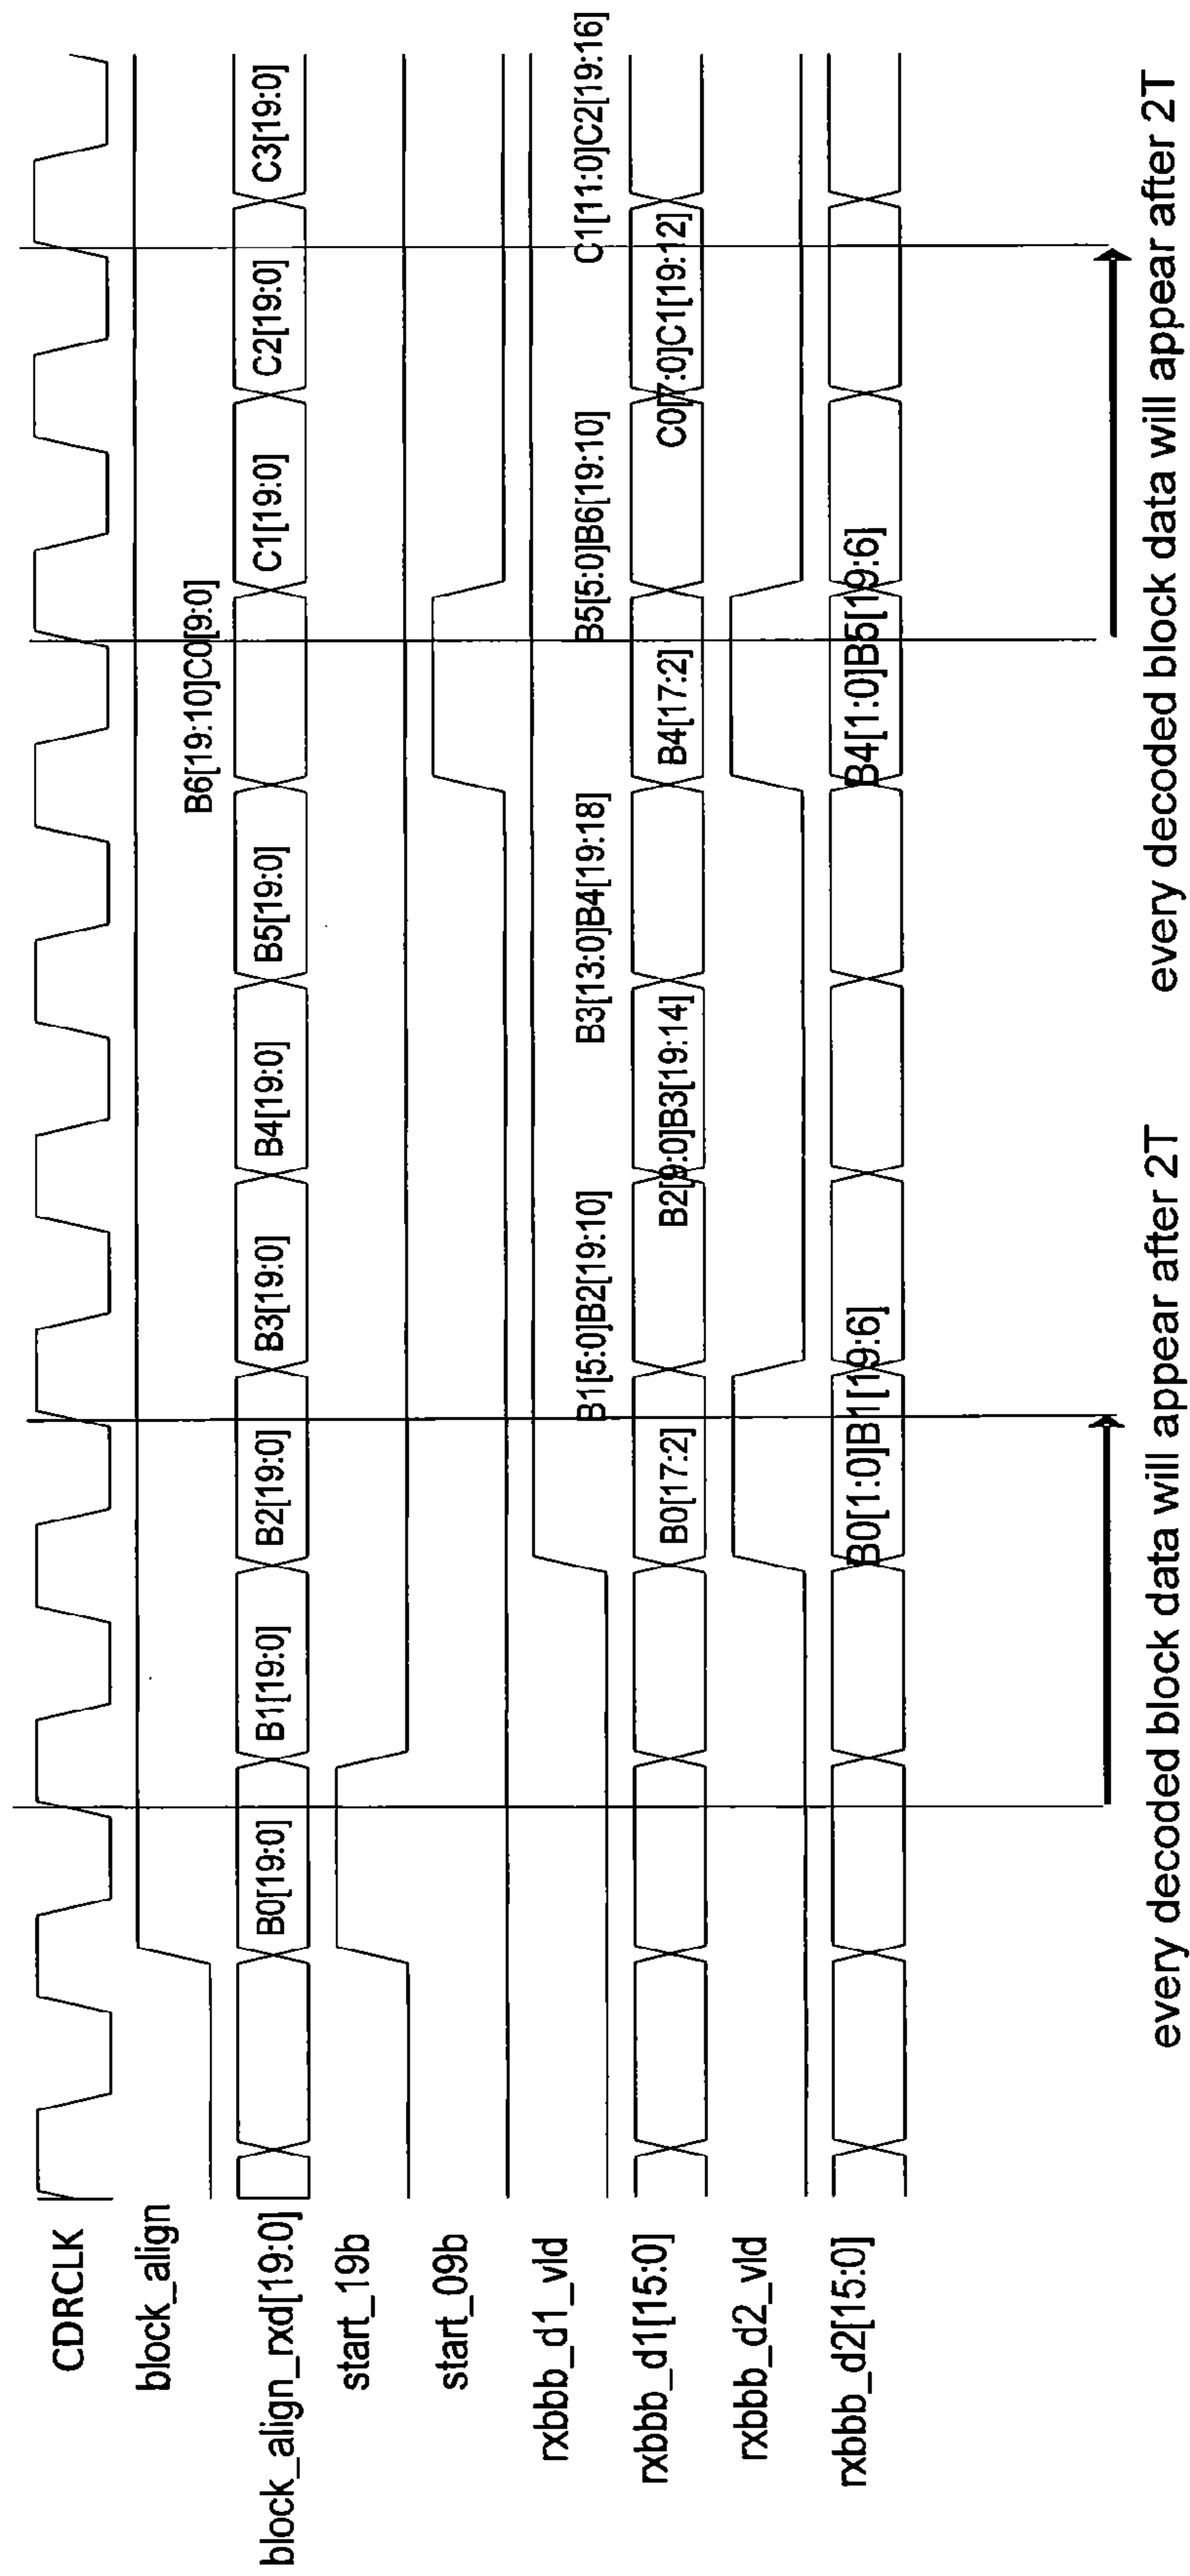 CDRCLK
block_align
B6[19:10]C0[9:0]
block_align_rxd[19:0]
B0[19:0]
B1[19:0]
B2[19:0]
B3[19:0]
B4[19:0]
B5[19:0]
C1[19:0]
C2[19:0]
C3[19:0]
start_19b
start_09b
rxbbb_d1_vld
B1[5:0]B2[19:10]
B3[13:0]B4[19:18]
B5[5:0]B6[19:10]
C1[11:0]C2[19:16]
rxbbb_d1[15:0]
B0[17:2]
B2[9:0]B3[19:14]
B4[17:2]
C0[7:0]C1[19:12]
rxbbb_d2_vld
rxbbb_d2[15:0]
B0[1:0]B1[19:6]
B4[1:0]B5[19:6]
every decoded block data will appear after 2T
every decoded block data will appear after 2T